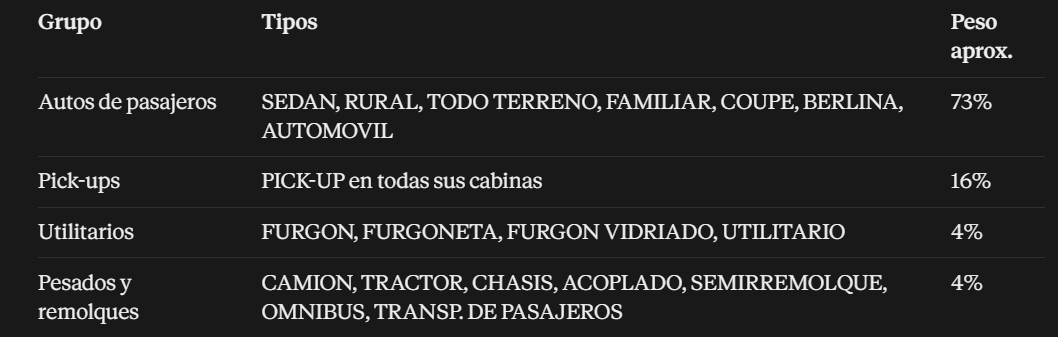 Grupo Tipos Peso
aprox.
Autos de pasajeros SEDAN, RURAL, TODO TERRENO, FAMILIAR, COUPE, BERLINA, 73%
AUTOMOVIL
Pick-ups PICK-UP en todas sus cabinas 16%
Utilitarios FURGON, FURGONETA, FURGON VIDRIADO, UTILITARIO 4%
Pesados y CAMION, TRACTOR, CHASIS, ACOPLADO, SEMIRREMOLQUE, 4%
remolques OMNIBUS, TRANSP. DE PASAJEROS